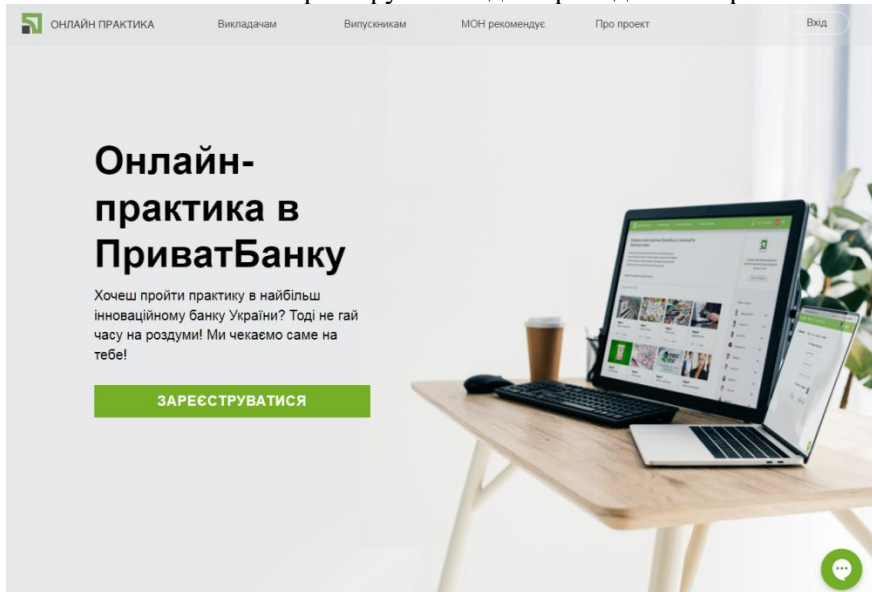 ОНЛАЙН ПРАКТИКА Викладачам Випускникам МОН рекомендує Про проект Вхід
Онлайн-
практика в
ПриватБанку
Хочеш пройти практику в найбільш
інноваційному банку України? Тоді не гай
часу на роздуми! Ми чекаємо саме на
тебе!
ЗАРЕЄСТРУВАТИСЯ